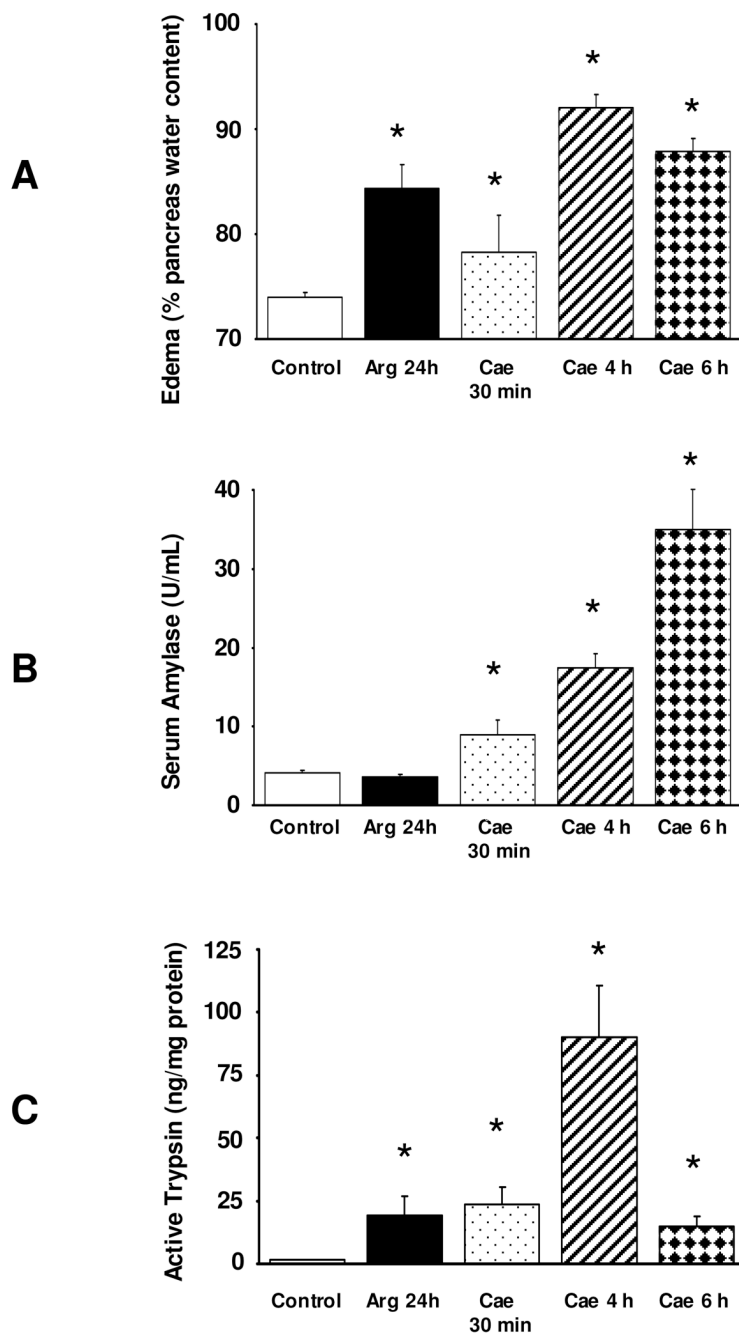 A
Edema (% pancreas water content)
100
90
80
70
*
*
*
*
Control Arg 24h Cae 30 min Cae 4 h Cae 6 h
B
Serum Amylase (U/mL)
40
30
20
10
0
*
*
*
Control Arg 24h Cae 30 min Cae 4 h Cae 6 h
C
Active Trypsin (ng/mg protein)
125
100
75
50
25
0
*
*
*
*
Control Arg 24h Cae 30 min Cae 4 h Cae 6 h